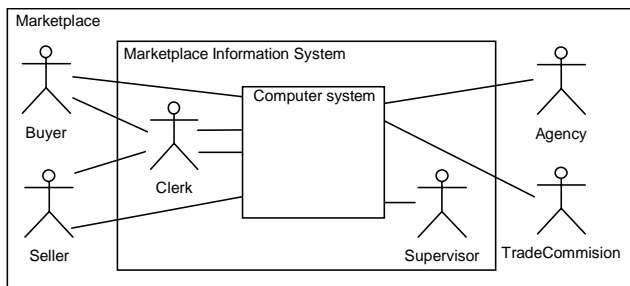 Marketplace
Marketplace Information System
Computer system
Buyer
Agency
Clerk
Seller
Supervisor
TradeCommision